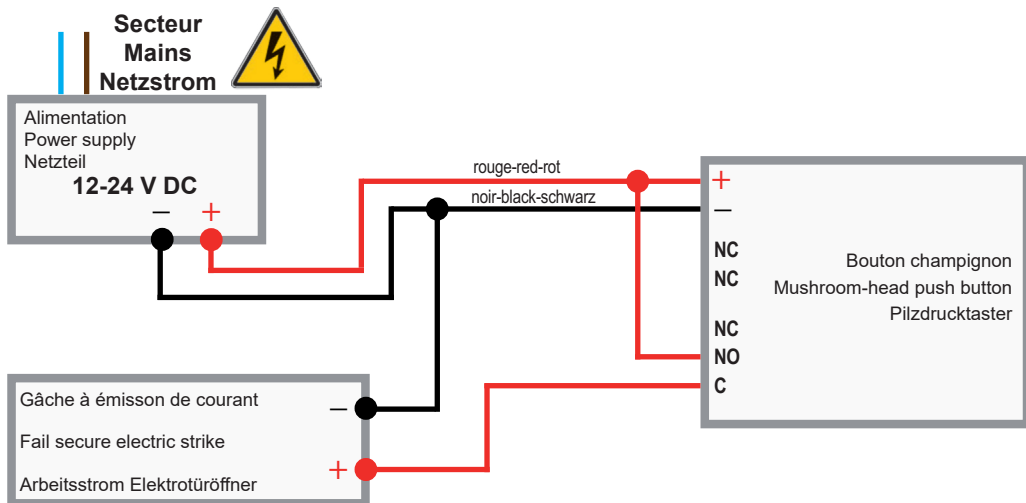 Secteur
Mains
Netzstrom
Alimentation
Power supply
Netzteil
12-24 V DC
− +
rouge-red-rot
noir-black-schwarz
+
−
NC
NC
NC
NO
C
Bouton champignon
Mushroom-head push button
Pilzdrucktaster
Gâche à émisson de courant
−
Fail secure electric strike
+
Arbeitsstrom Elektrotüröffner